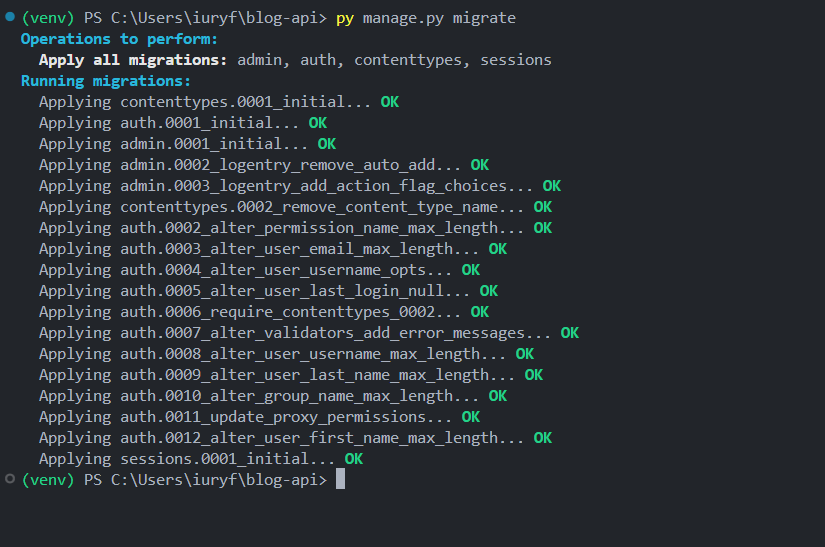 (venv) PS C:\Users\iuryf\blog-api> py manage.py migrate
Operations to perform:
  Apply all migrations: admin, auth, contenttypes, sessions
Running migrations:
  Applying contenttypes.0001_initial... OK
  Applying auth.0001_initial... OK
  Applying admin.0001_initial... OK
  Applying admin.0002_logentry_remove_auto_add... OK
  Applying admin.0003_logentry_add_action_flag_choices... OK
  Applying contenttypes.0002_remove_content_type_name... OK
  Applying auth.0002_alter_permission_name_max_length... OK
  Applying auth.0003_alter_user_email_max_length... OK
  Applying auth.0004_alter_user_username_opts... OK
  Applying auth.0005_alter_user_last_login_null... OK
  Applying auth.0006_require_contenttypes_0002... OK
  Applying auth.0007_alter_validators_add_error_messages... OK
  Applying auth.0008_alter_user_username_max_length... OK
  Applying auth.0009_alter_user_last_name_max_length... OK
  Applying auth.0010_alter_group_name_max_length... OK
  Applying auth.0011_update_proxy_permissions... OK
  Applying auth.0012_alter_user_first_name_max_length... OK
  Applying sessions.0001_initial... OK
(venv) PS C:\Users\iuryf\blog-api>